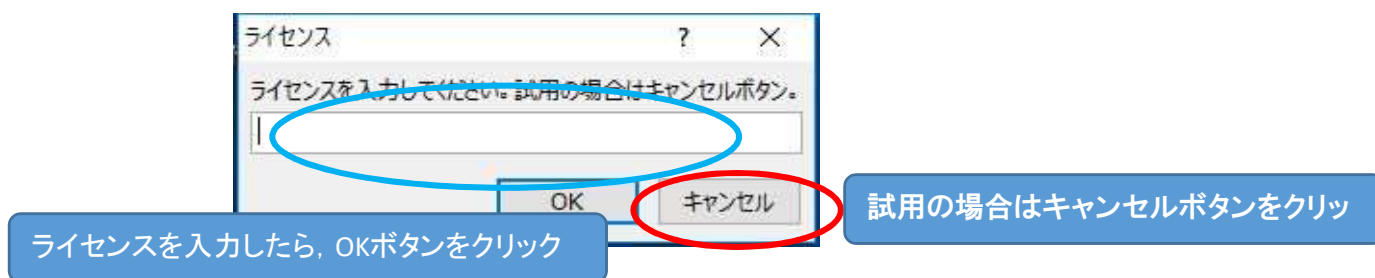 ライセンス ? ×
ライセンスを入力してください。試用の場合はキャンセルボタン。
OK キャンセル
試用の場合はキャンセルボタンをクリッ
ライセンスを入力したら, OKボタンをクリック